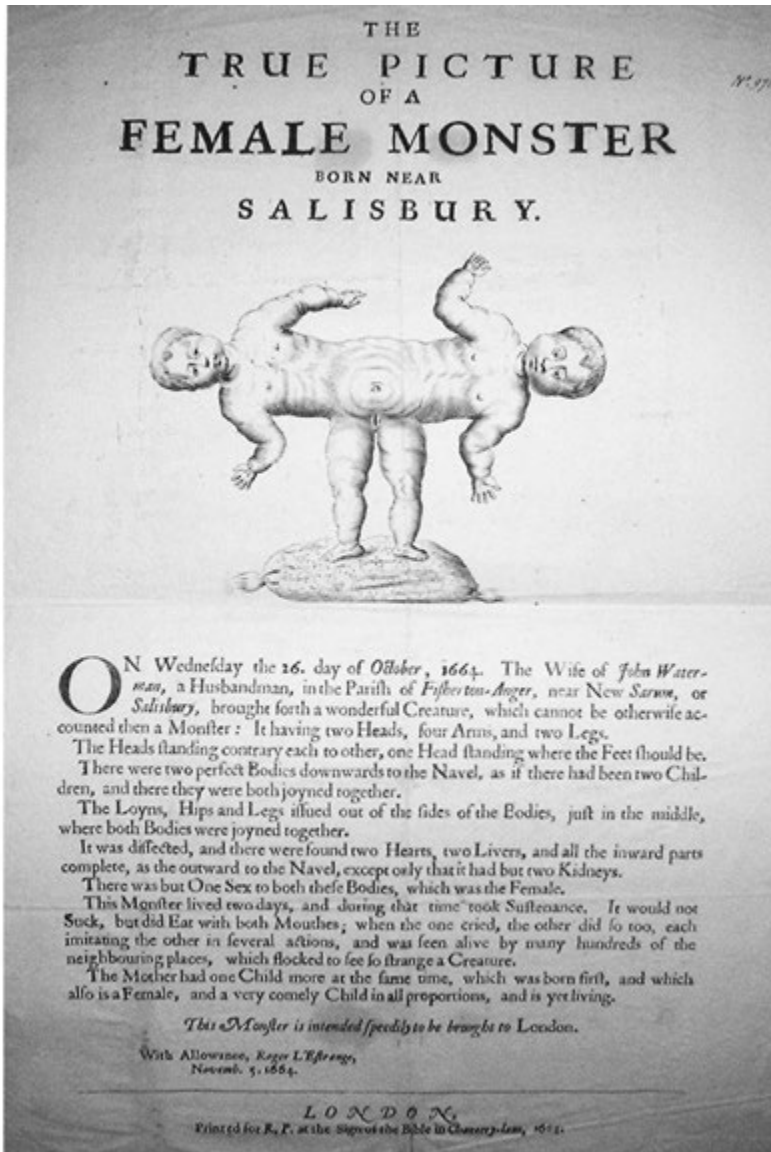 THE
TRUE PICTURE
OF A
FEMALE MONSTER
BORN NEAR
SALISBURY.
ON Wedneſday the 26. day of October, 1664. The Wife of John Water-
man, a Husbandman, in the Pariſh of Fiſherton-Anger, near New Sarum, or
Salisbury, brought forth a wonderful Creature, which cannot be otherwiſe ac-
counted then a Monſter: It having two Heads, four Arms, and two Legs.
The Heads ſtanding contrary each to other, one Head ſtanding where the Feet ſhould be.
There were two perfect Bodies downwards to the Navel, as if there had been two Chil-
dren, and there they were both joyned together.
The Loyns, Hips and Legs iſſued out of the ſides of the Bodies, juſt in the middle,
where both Bodies were joyned together.
It was diſſected, and there were found two Hearts, two Livers, and all the inward parts
complete, as the outward to the Navel, except only that it had but two Kidneys.
There was but One Sex to both theſe Bodies, which was the Female.
This Monſter lived two days, and during that time took Suſtenance. It would not
Suck, but did Eat with both Mouthes; when the one cried, the other did ſo too, each
imitating the other in ſeveral actions, and was ſeen alive by many hundreds of the
neighbouring places, which flocked to ſee ſo ſtrange a Creature.
The Mother had one Child more at the ſame time, which was born firſt, and which
alſo is a Female, and a very comely Child in all proportions, and is yet living.
This Monſter is intended ſpeedily to be brought to London.
With Allowance, Roger L'Eſtrange,
Novemb. 5. 1664.
LONDON,
Printed for R. P. at the Sign of the Bible in Chancery-lane,